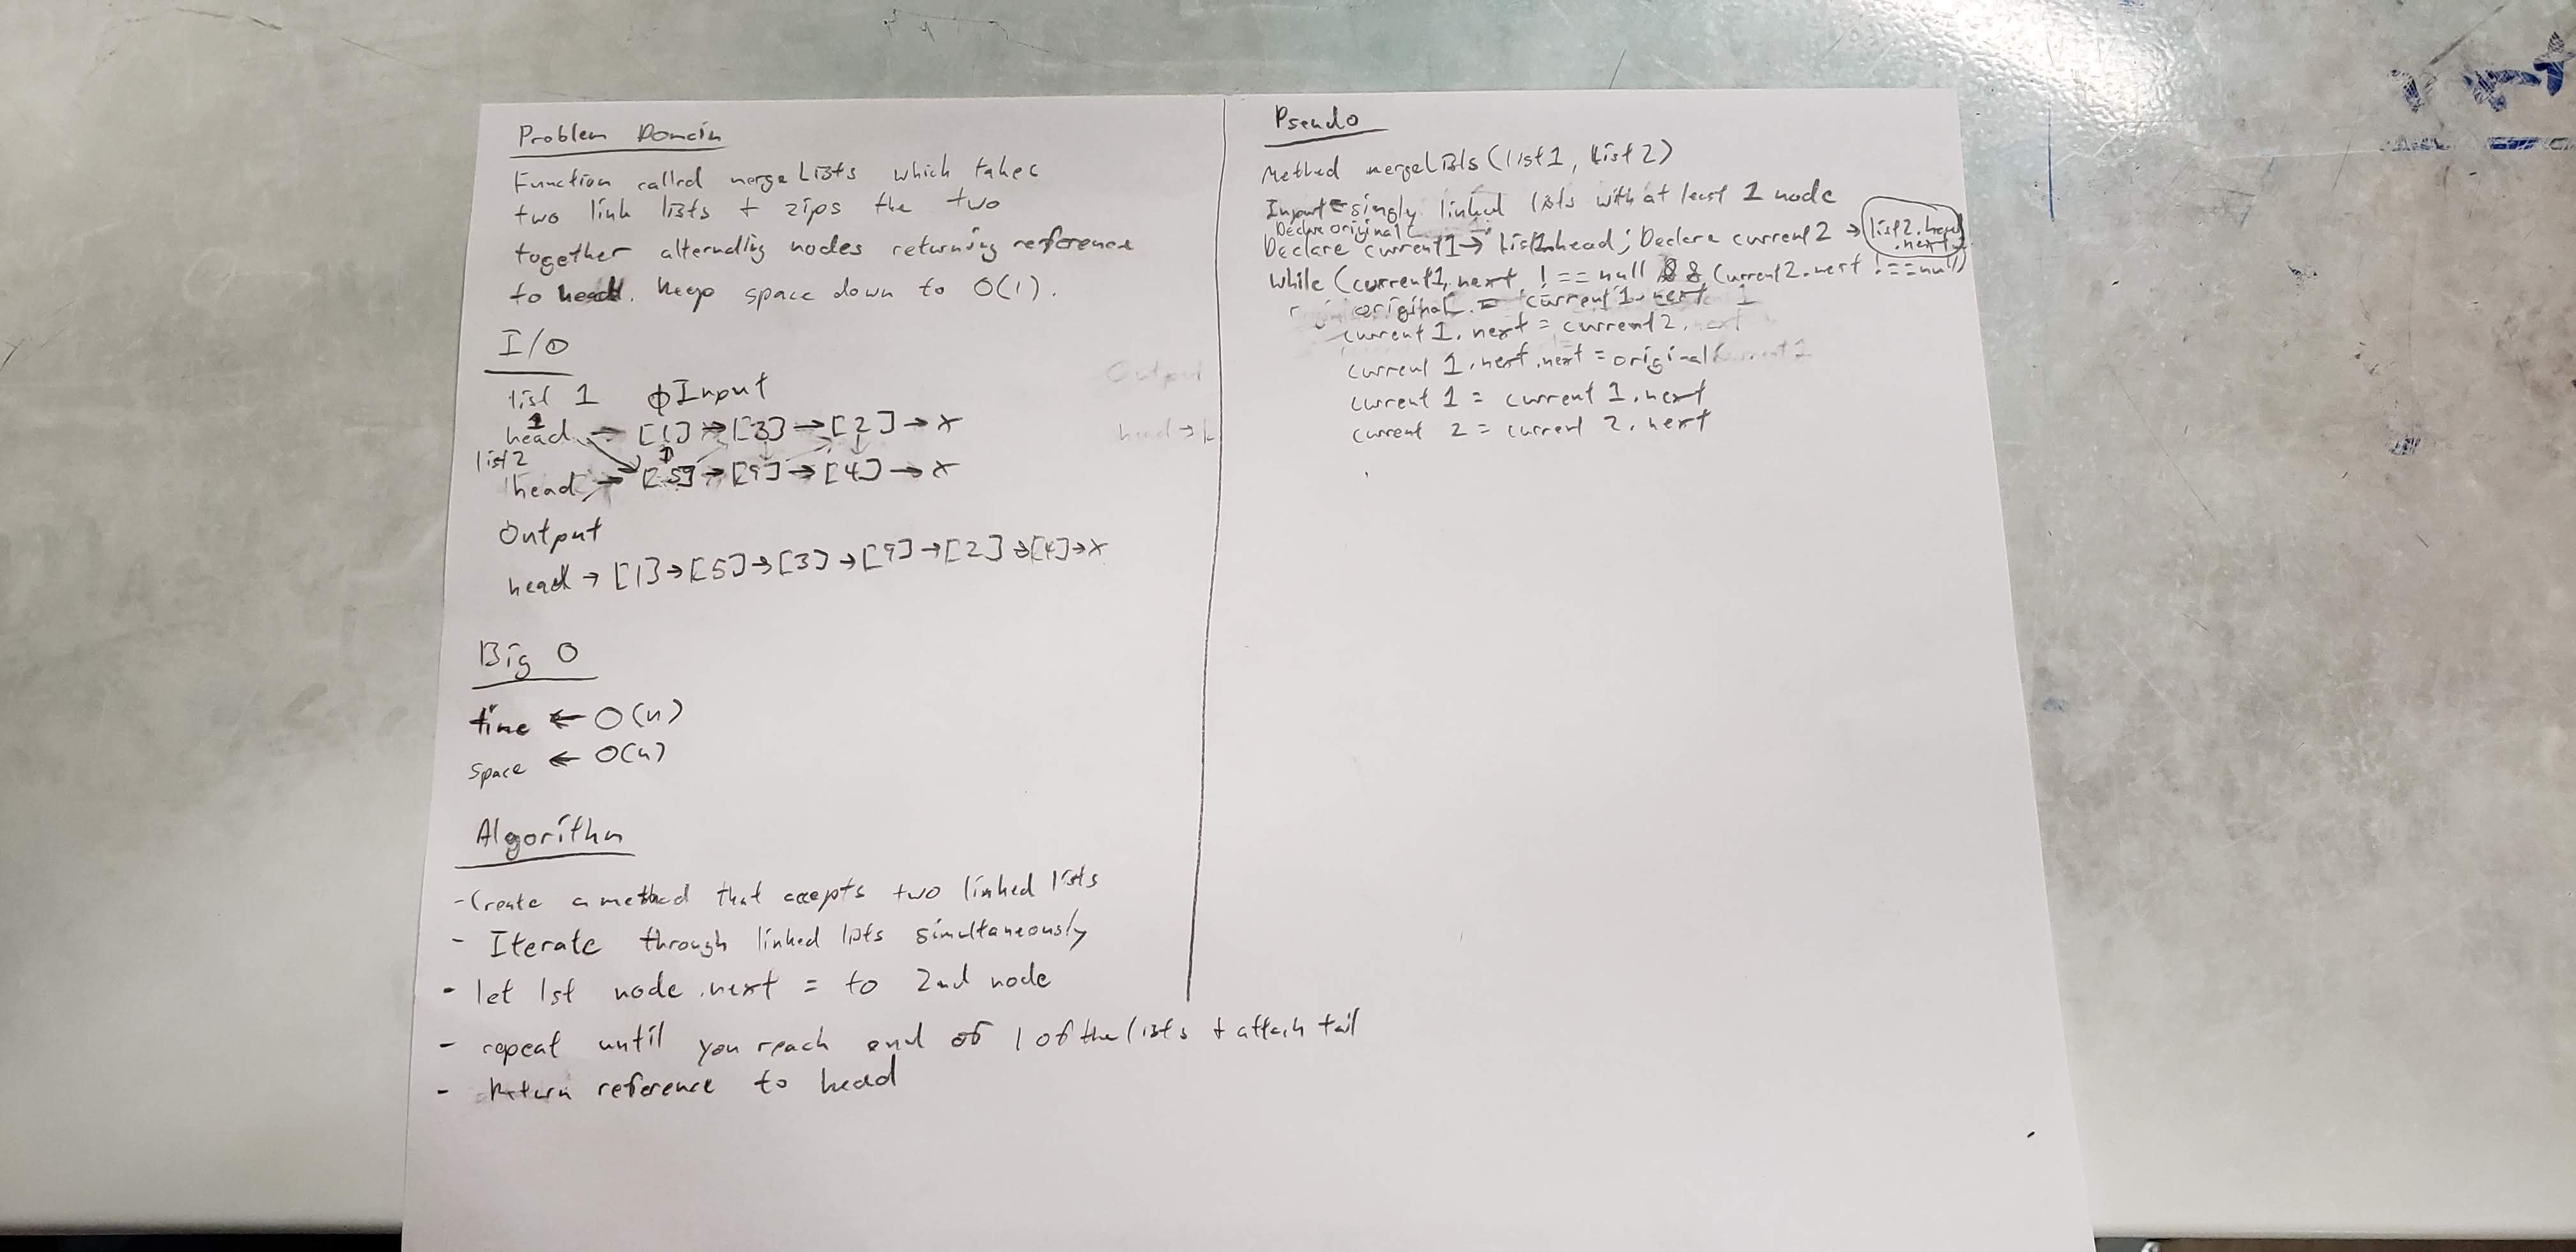 Problem Domain
Function called mergeLists which takes
two link lists + zips the two
together alternating nodes returning reference
to head. keep space down to O(1).
I/O
Input
list 1
head → [1] → [3] → [2] → x
list 2
head → [5] → [9] → [4] → x
Output
head → [1] → [5] → [3] → [9] → [2] → [4] → x
Big O
time ← O(n)
space ← O(n)
Algorithm
- Create a method that accepts two linked lists
- Iterate through linked lists simultaneously
- let 1st node.next = to 2nd node
- repeat until you reach end of 1 of the lists + attach tail
- Return reference to head
Pseudo
Method mergeLists (list1, list2)
Input ← singly linked lists with at least 1 node
Declare original
Declare current1 → list1.head; Declare current2 → list2.head
.next
while (current1.next !== null && current2.next !== null)
original = current1.next
current1.next = current2
current1.next.next = original
current 1 = current 1.next
current 2 = current 2.next